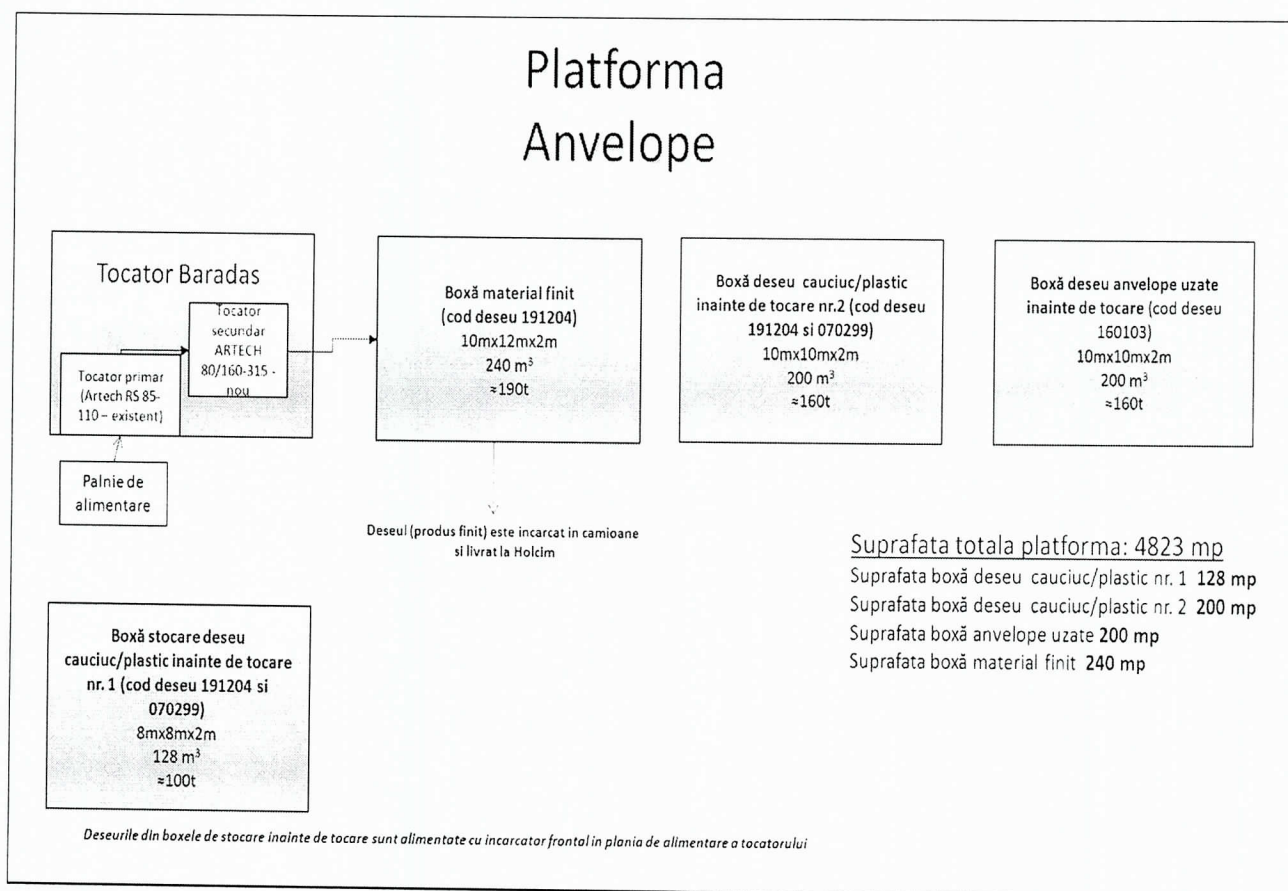 Platforma
Anvelope
Tocator Baradas
Tocator
secundar
ARTECH
80/160-315 -
nou
Tocator primar
(Artech RS 85-
110 – existent)
Palnie de
alimentare
Boxă material finit
(cod deseu 191204)
10mx12mx2m
240 m³
≈190t
Boxă deseu cauciuc/plastic
inainte de tocare nr.2 (cod deseu
191204 si 070299)
10mx10mx2m
200 m³
≈160t
Boxă deseu anvelope uzate
inainte de tocare (cod deseu
160103)
10mx10mx2m
200 m³
≈160t
Deseul (produs finit) este incarcat in camioane
si livrat la Holcim
Suprafata totala platforma: 4823 mp
Suprafata boxă deseu cauciuc/plastic nr. 1 128 mp
Suprafata boxă deseu cauciuc/plastic nr. 2 200 mp
Suprafata boxă anvelope uzate 200 mp
Suprafata boxă material finit 240 mp
Boxă stocare deseu
cauciuc/plastic inainte de tocare
nr. 1 (cod deseu 191204 si
070299)
8mx8mx2m
128 m³
≈100t
Deseurile din boxele de stocare inainte de tocare sunt alimentate cu incarcator frontal in plania de alimentare a tocatorului